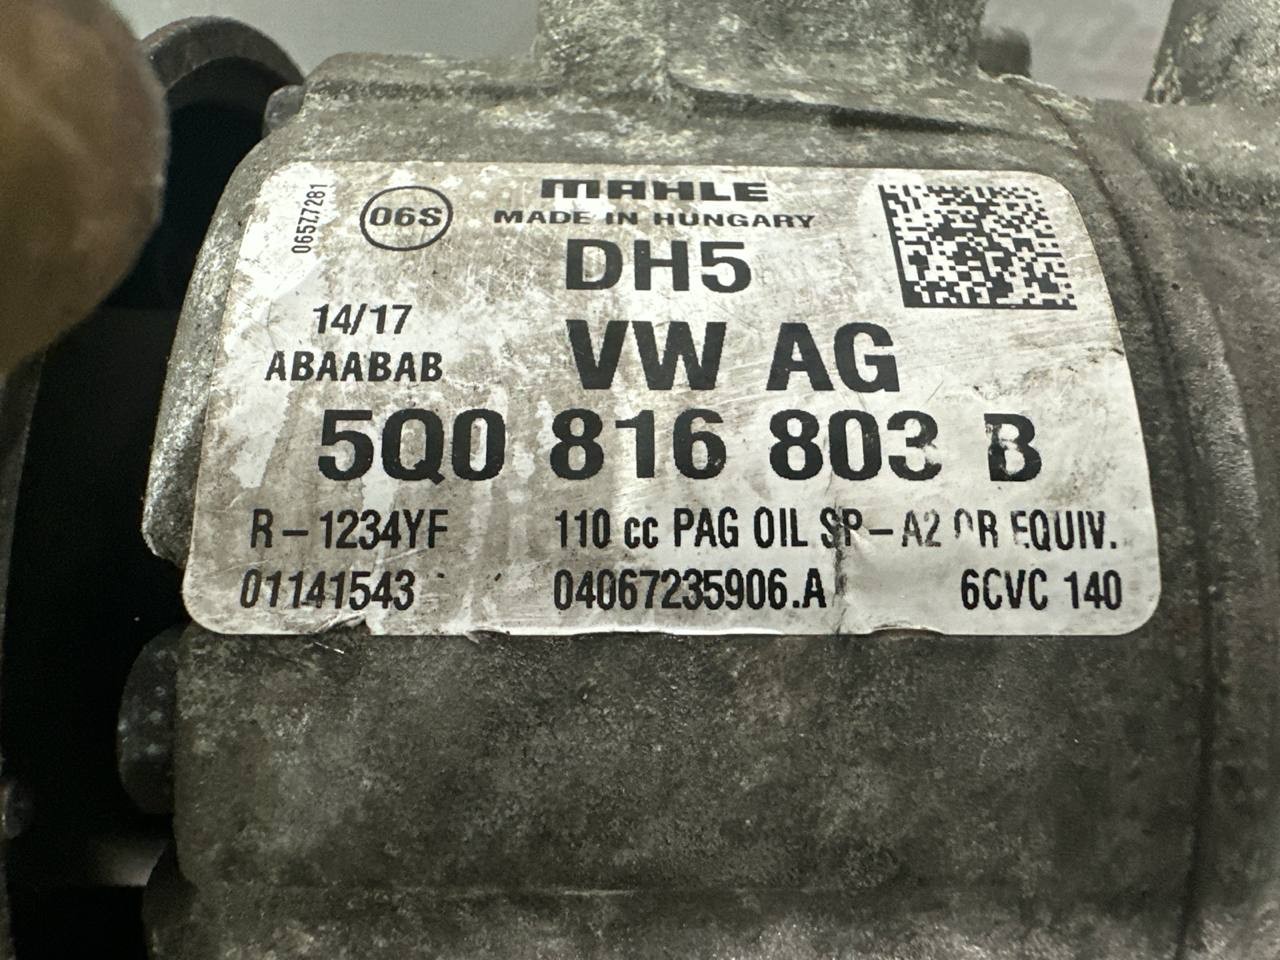 06577281
06S
MAHLE
MADE IN HUNGARY
DH5
14/17
ABAABAB
VW AG
5Q0 816 803 B
R-1234YF 110 cc PAG OIL SP-A2 OR EQUIV.
01141543 04067235906.A 6CVC 140